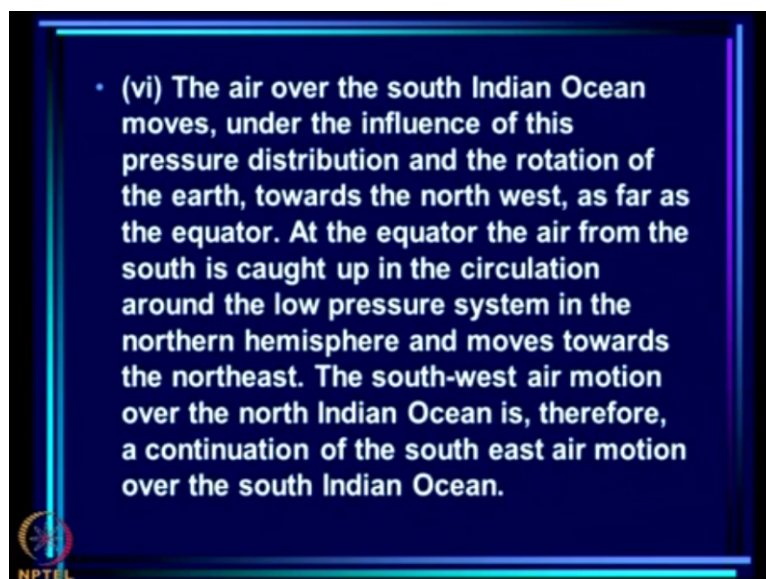 • (vi) The air over the south Indian Ocean
moves, under the influence of this
pressure distribution and the rotation of
the earth, towards the north west, as far as
the equator. At the equator the air from the
south is caught up in the circulation
around the low pressure system in the
northern hemisphere and moves towards
the northeast. The south-west air motion
over the north Indian Ocean is, therefore,
a continuation of the south east air motion
over the south Indian Ocean.
NPTEL